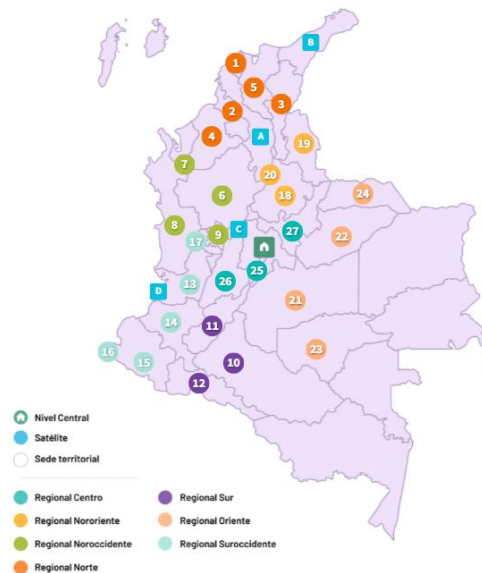 B
1
5
2
3
4
A
19
7
20
6
18
24
8
9
C
27
17
22
25
26
13
D
21
14
11
16
15
10
23
12
Nivel Central
Satélite
Sede territorial
Regional Centro
Regional Sur
Regional Nororiente
Regional Oriente
Regional Noroccidente
Regional Suroccidente
Regional Norte